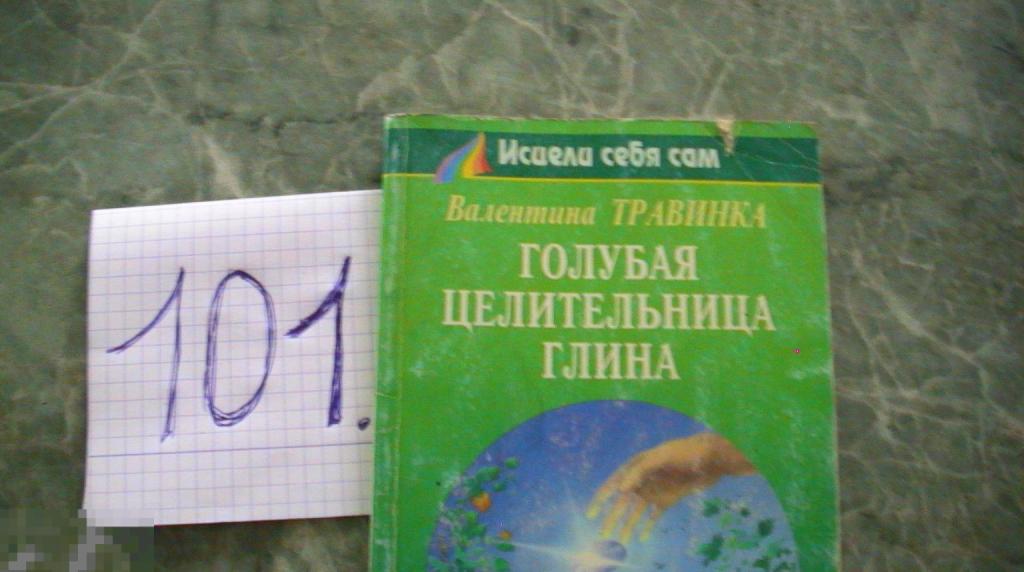 101.
Исцели себя сам
Валентина ТРАВИНКА
ГОЛУБАЯ
ЦЕЛИТЕЛЬНИЦА
ГЛИНА